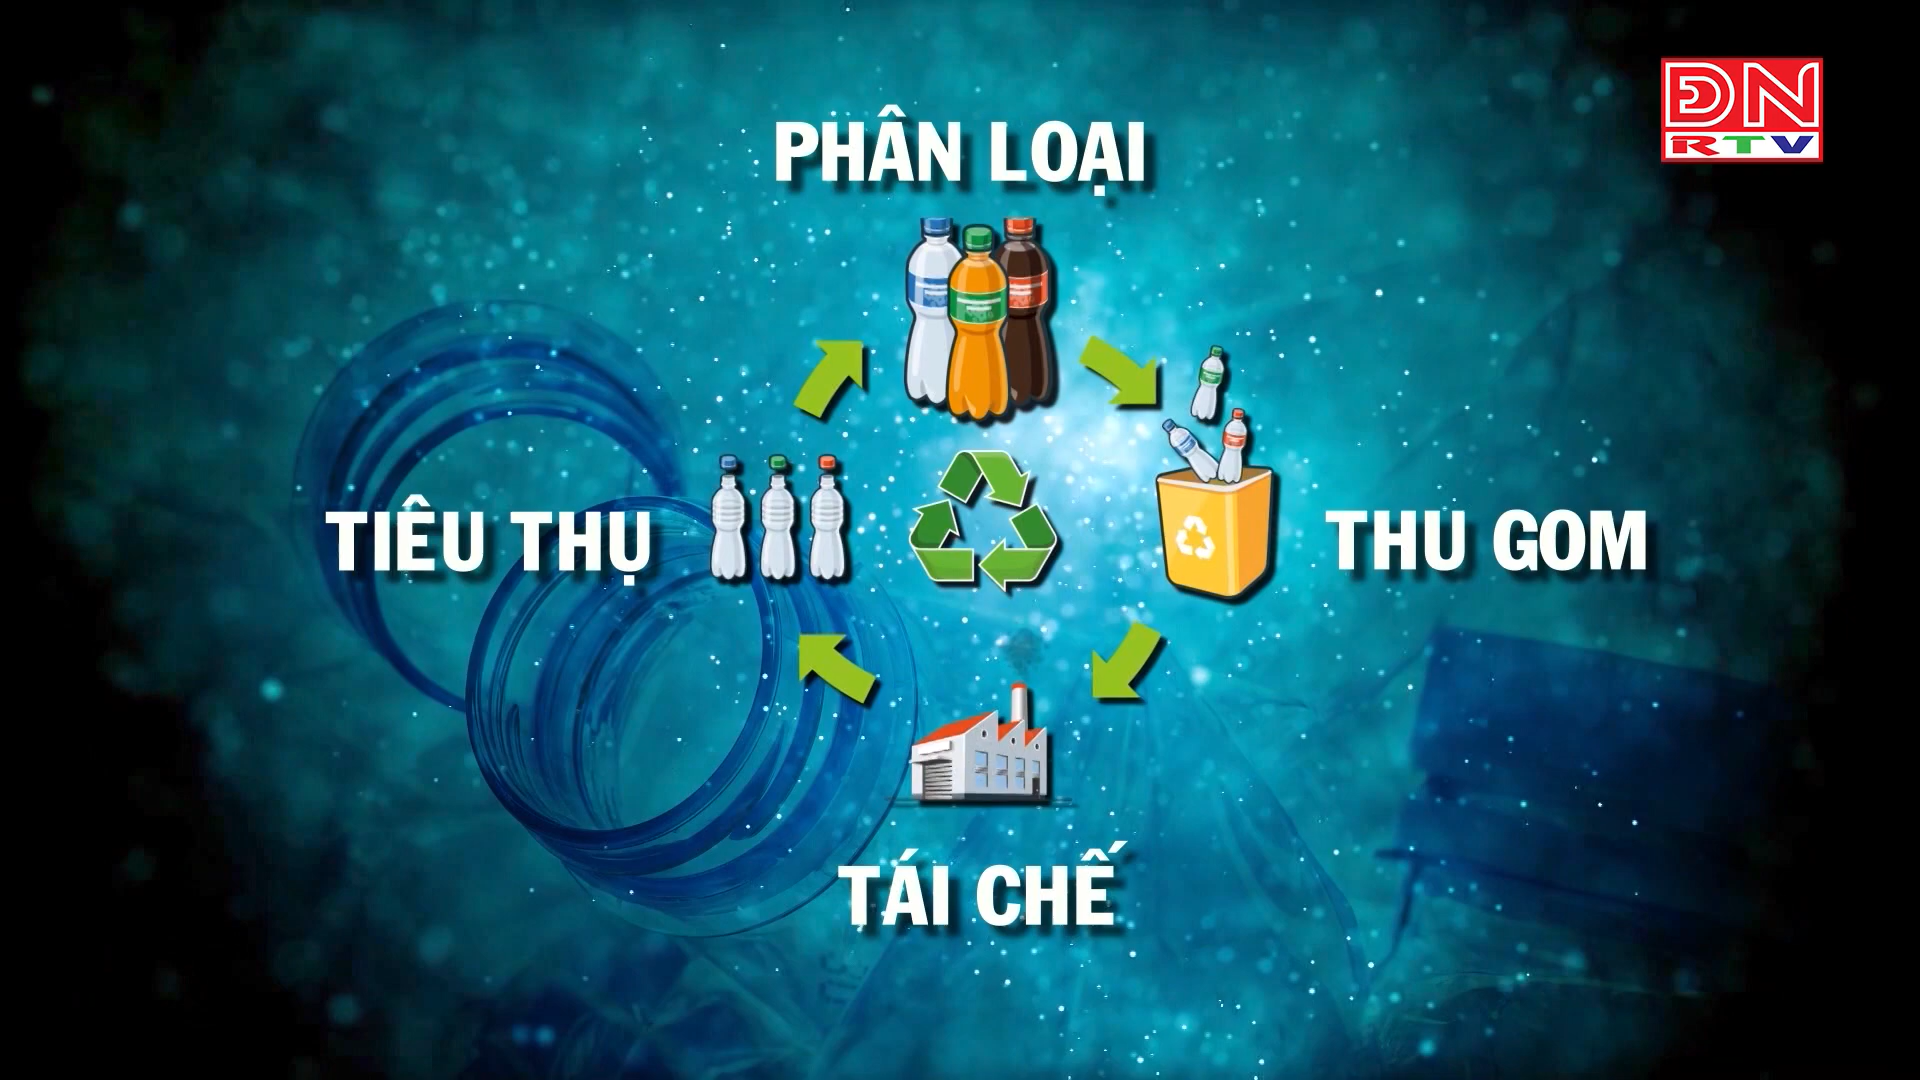 ĐN
RTV
PHÂN LOẠI
TIÊU THỤ
THU GOM
TÁI CHẾ